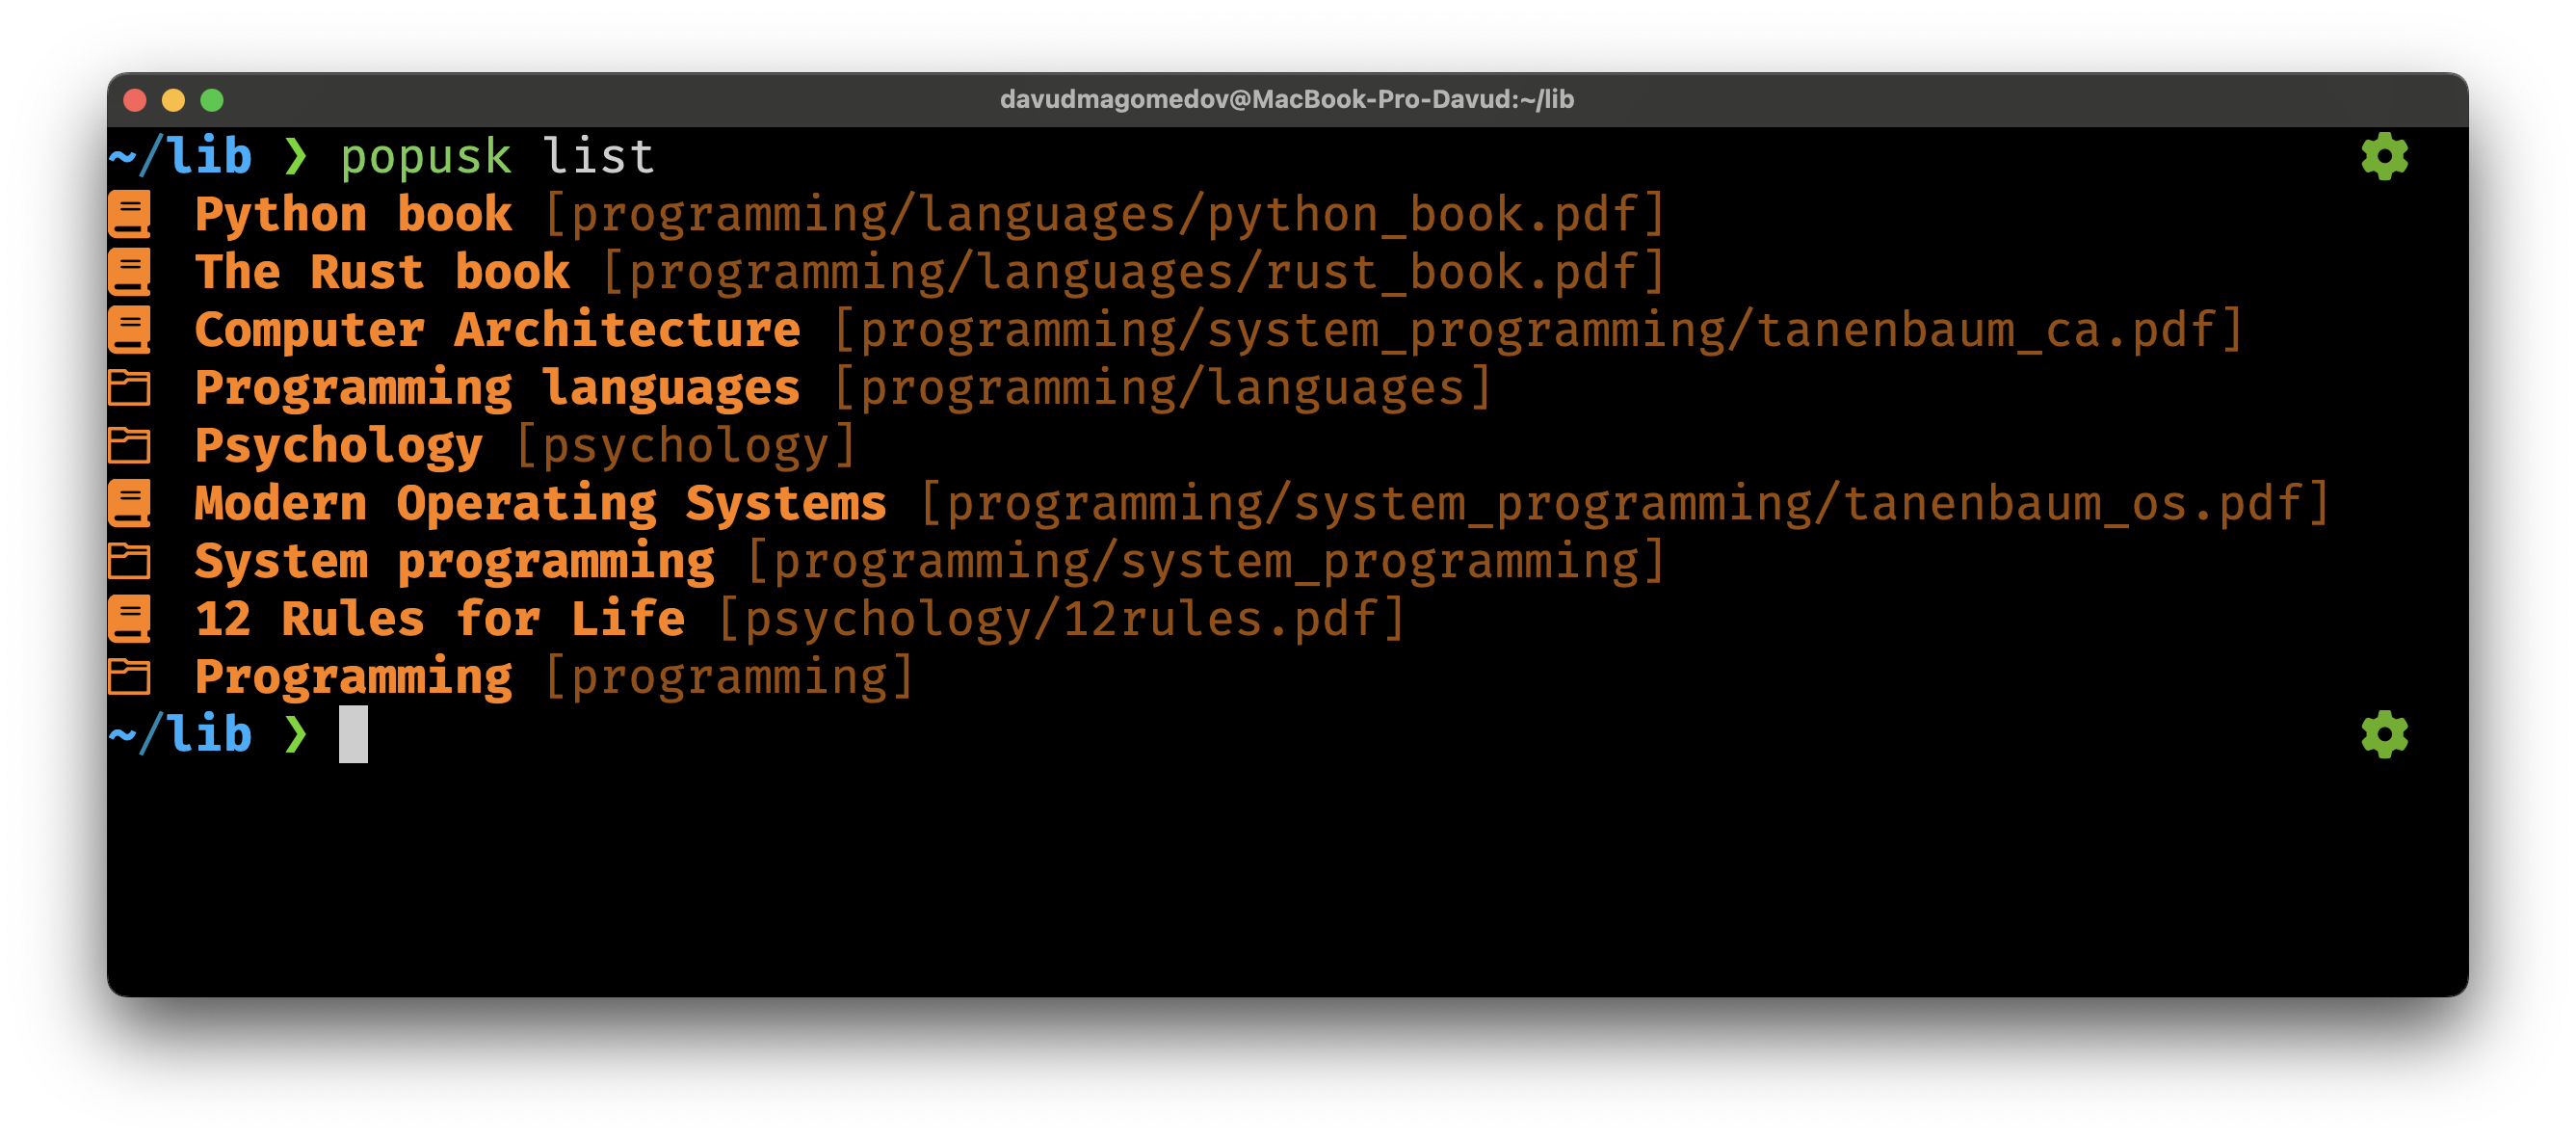 davudmagomedov@MacBook-Pro-Davud:~/lib
~/lib ❯ popusk list
Python book [programming/languages/python_book.pdf]
The Rust book [programming/languages/rust_book.pdf]
Computer Architecture [programming/system_programming/tanenbaum_ca.pdf]
Programming languages [programming/languages]
Psychology [psychology]
Modern Operating Systems [programming/system_programming/tanenbaum_os.pdf]
System programming [programming/system_programming]
12 Rules for Life [psychology/12rules.pdf]
Programming [programming]
~/lib ❯